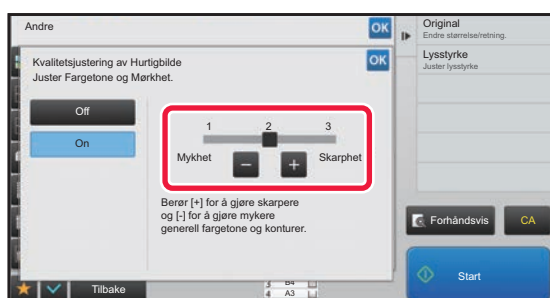 Andre
OK
Kvalitetsjustering av Hurtigbilde
Juster Fargetone og Mørkhet.
OK
Off
On
1 2 3
Mykhet
−
+
Skarphet
Berør [+] for å gjøre skarpere
og [-] for å gjøre mykere
generell fargetone og konturer.
Tilbake
3 B4
4 A3
Original
Endre størrelse/retning.
Lysstyrke
Juster lysstyrke
Forhåndsvis
CA
Start